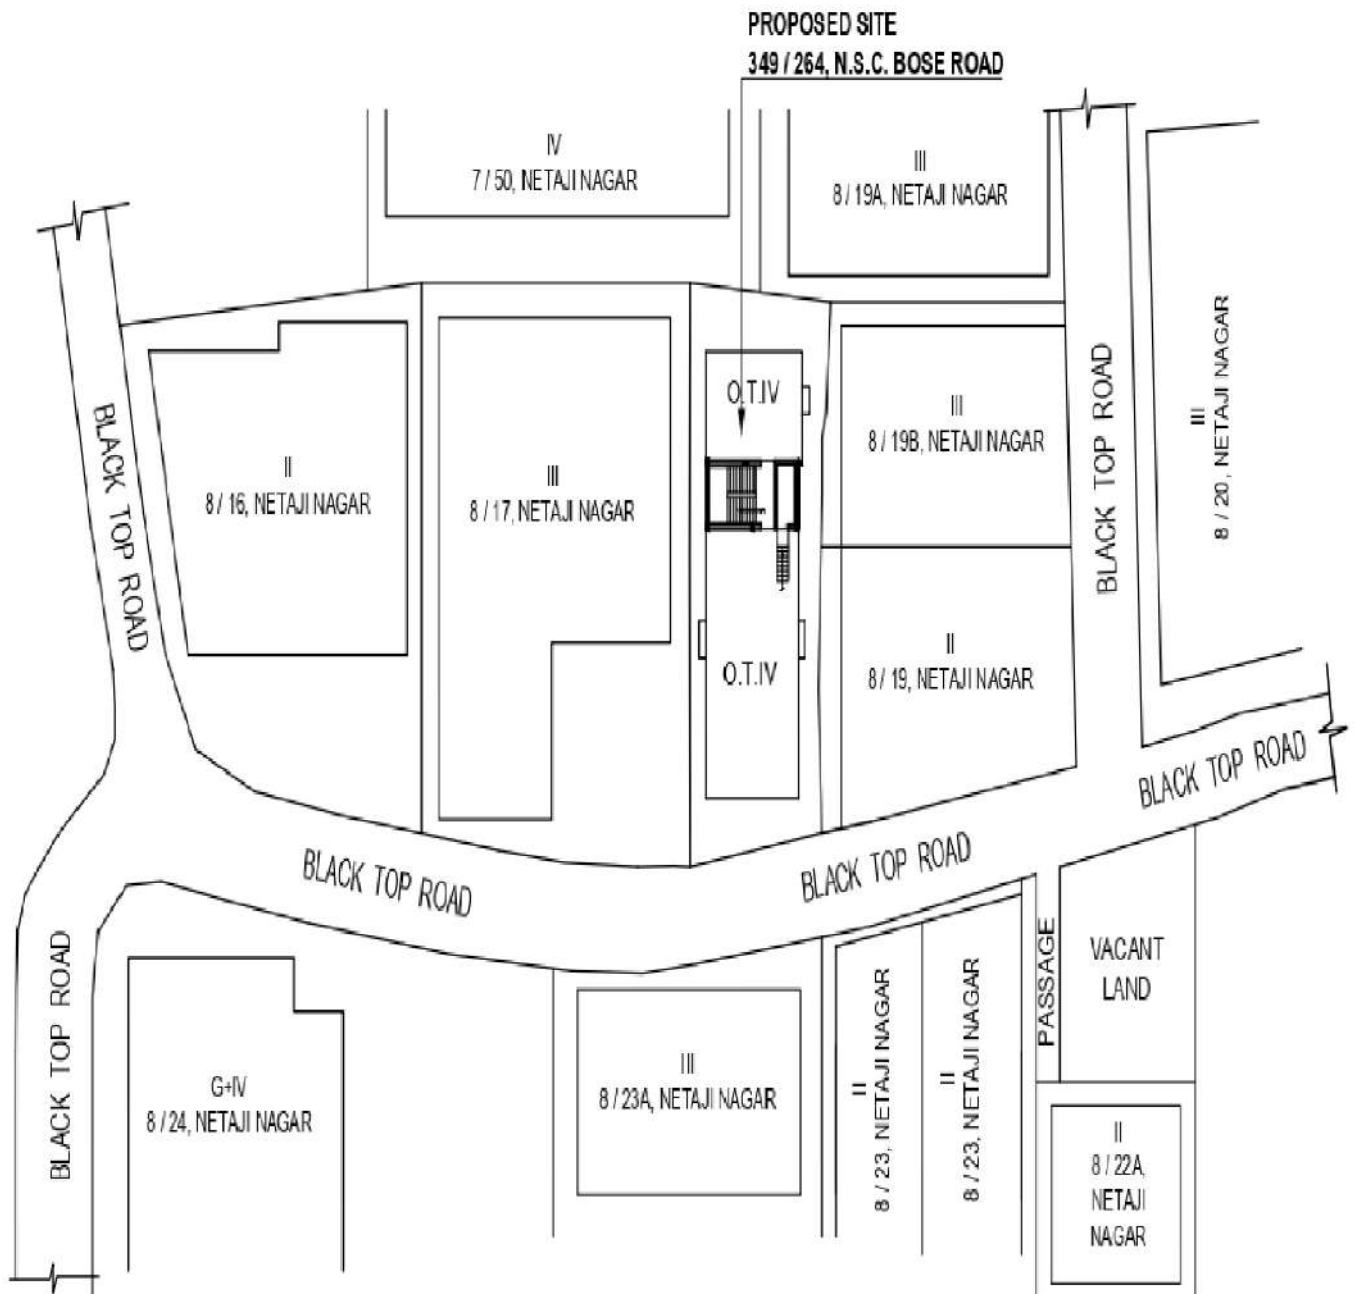 PROPOSED SITE
349 / 264, N.S.C. BOSE ROAD
IV
7 / 50, NETAJI NAGAR
III
8 / 19A, NETAJI NAGAR
III
8 / 20, NETAJI NAGAR
BLACK TOP ROAD
II
8 / 16, NETAJI NAGAR
III
8 / 17, NETAJI NAGAR
O.T.IV
III
8 / 19B, NETAJI NAGAR
BLACK TOP ROAD
O.T.IV
II
8 / 19, NETAJI NAGAR
BLACK TOP ROAD
BLACK TOP ROAD
BLACK TOP ROAD
BLACK TOP ROAD
G+IV
8 / 24, NETAJI NAGAR
III
8 / 23A, NETAJI NAGAR
II
8 / 23, NETAJI NAGAR
II
8 / 23, NETAJI NAGAR
PASSAGE
VACANT
LAND
II
8 / 22A,
NETAJI
NAGAR